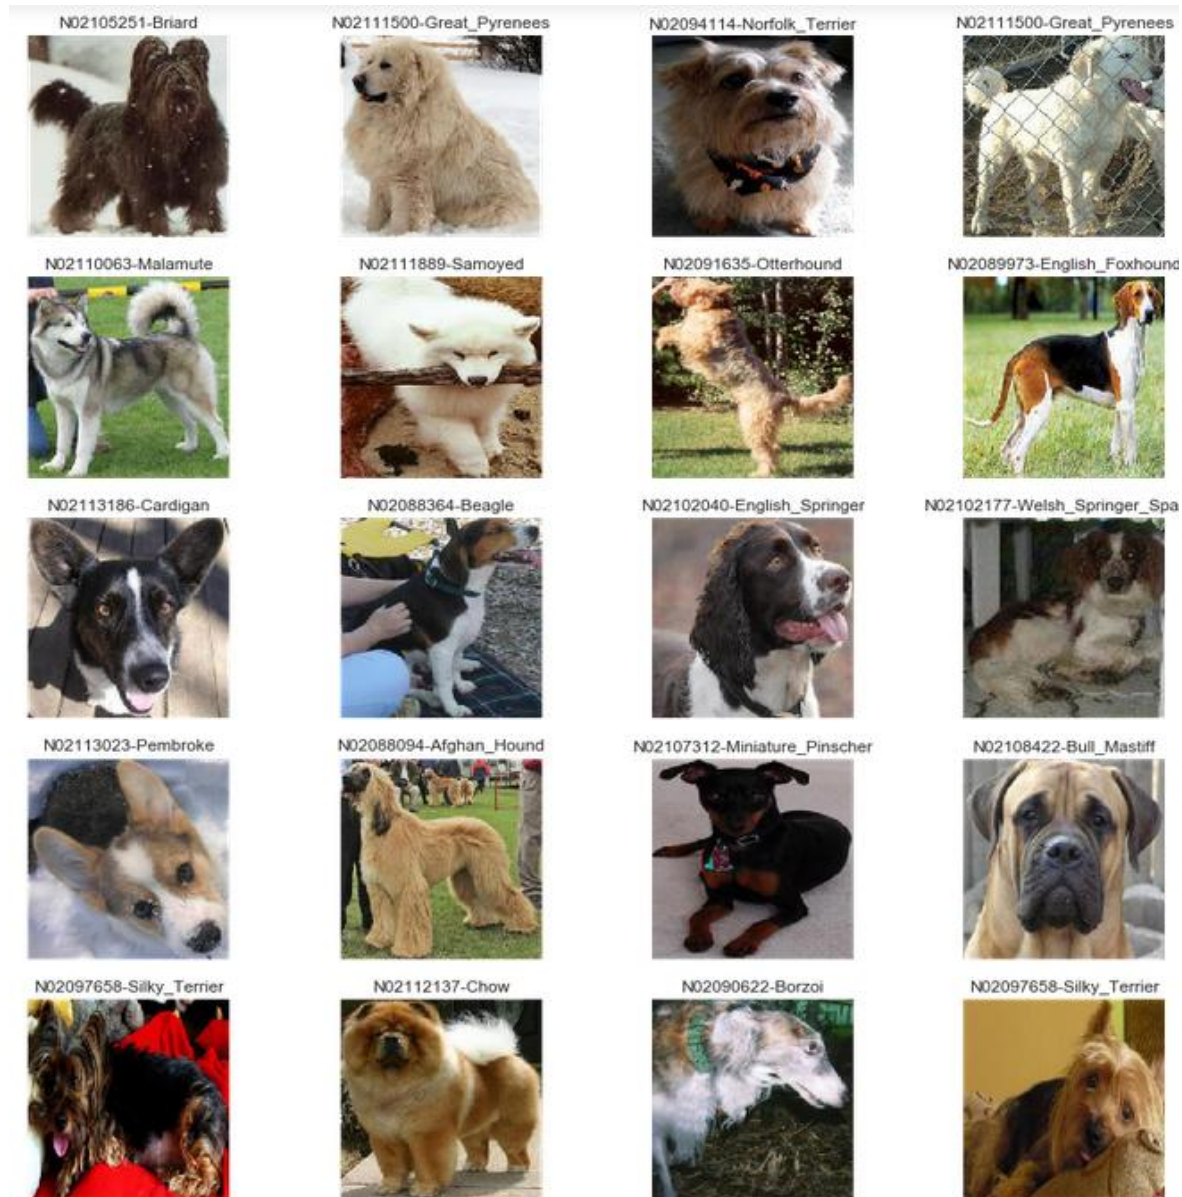 N02105251-Briard
N02111500-Great_Pyrenees
N02094114-Norfolk_Terrier
N02111500-Great_Pyrenees
N02110063-Malamute
N02111889-Samoyed
N02091635-Otterhound
N02089973-English_Foxhound
N02113186-Cardigan
N02088364-Beagle
N02102040-English_Springer
N02102177-Welsh_Springer_Spa
N02113023-Pembroke
N02088094-Afghan_Hound
N02107312-Miniature_Pinscher
N02108422-Bull_Mastiff
N02097658-Silky_Terrier
N02112137-Chow
N02090622-Borzoi
N02097658-Silky_Terrier